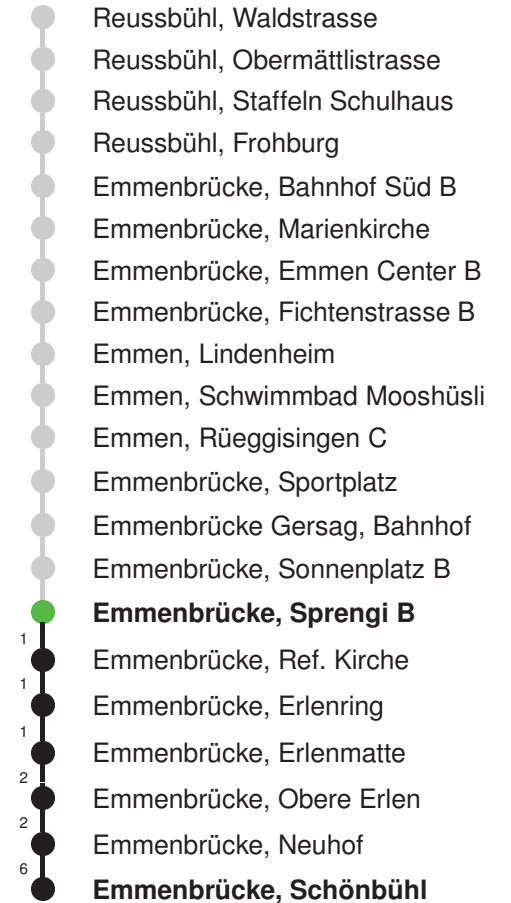 Reussbühl, Waldstrasse
Reussbühl, Obermättlistrasse
Reussbühl, Staffeln Schulhaus
Reussbühl, Frohburg
Emmenbrücke, Bahnhof Süd B
Emmenbrücke, Marienkirche
Emmenbrücke, Emmen Center B
Emmenbrücke, Fichtenstrasse B
Emmen, Lindenheim
Emmen, Schwimmbad Mooshüsli
Emmen, Rüeggisingen C
Emmenbrücke, Sportplatz
Emmenbrücke Gersag, Bahnhof
Emmenbrücke, Sonnenplatz B
Emmenbrücke, Sprengi B
1
Emmenbrücke, Ref. Kirche
1
Emmenbrücke, Erlenring
1
Emmenbrücke, Erlenmatte
2
Emmenbrücke, Obere Erlen
2
Emmenbrücke, Neuhof
6
Emmenbrücke, Schönbühl